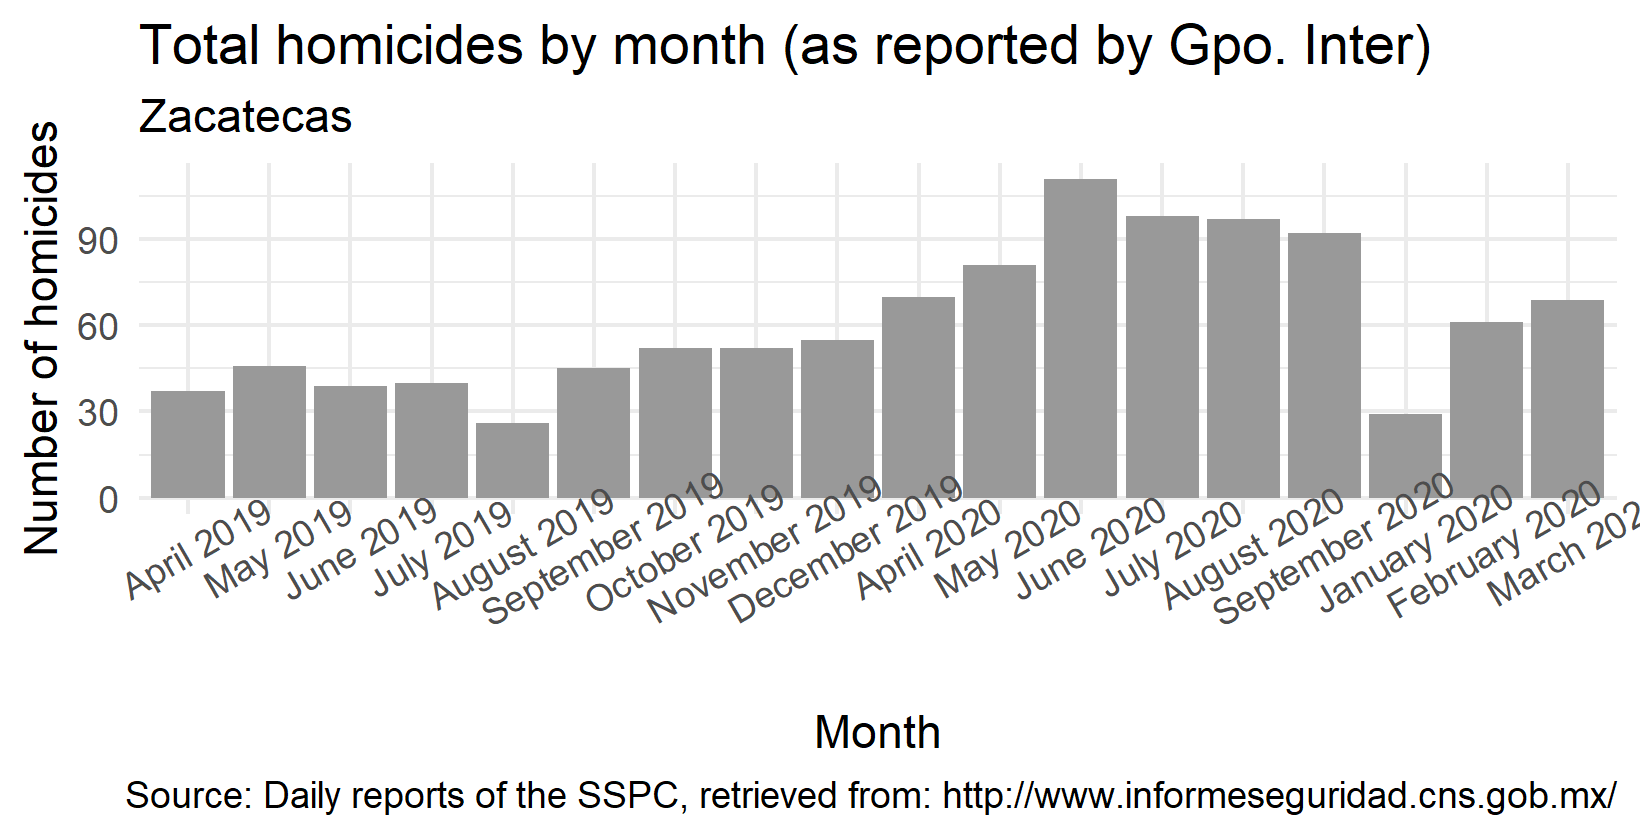 Total homicides by month (as reported by Gpo. Inter)
Zacatecas
Number of homicides
90
60
30
0
April 2019
May 2019
June 2019
July 2019
August 2019
September 2019
October 2019
November 2019
December 2019
April 2020
May 2020
June 2020
July 2020
August 2020
September 2020
January 2020
February 2020
March 202
Month
Source: Daily reports of the SSPC, retrieved from: http://www.informeseguridad.cns.gob.mx/